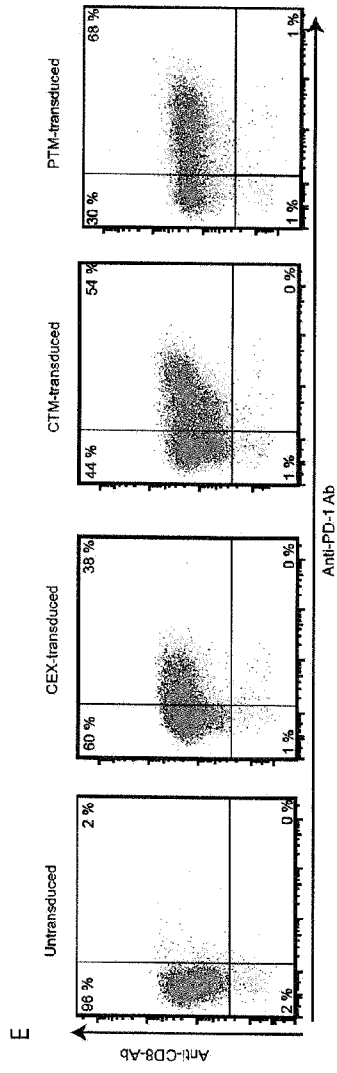 E
Untransduced
CEX-transduced
CTM-transduced
PTM-transduced
96 %
2 %
2 %
0 %
60 %
38 %
1 %
0 %
44 %
54 %
1 %
0 %
30 %
68 %
1 %
1 %
Anti-CD8-Ab
Anti-PD-1 Ab